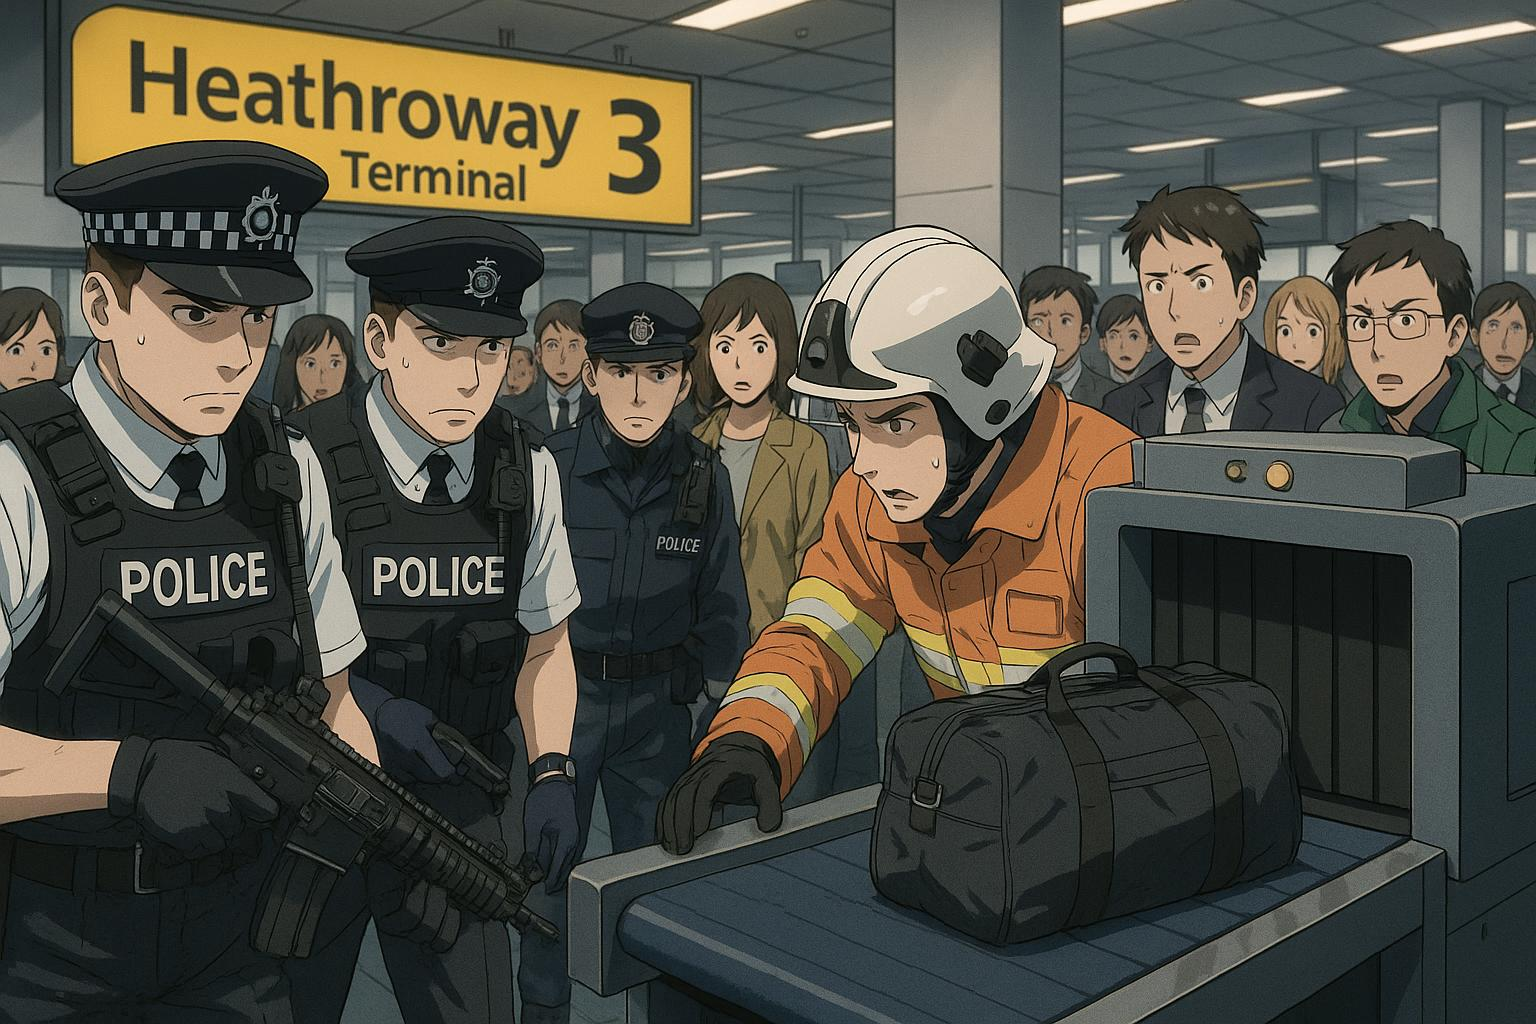 Heathroway 3
Terminal
POLICE
POLICE
POLICE